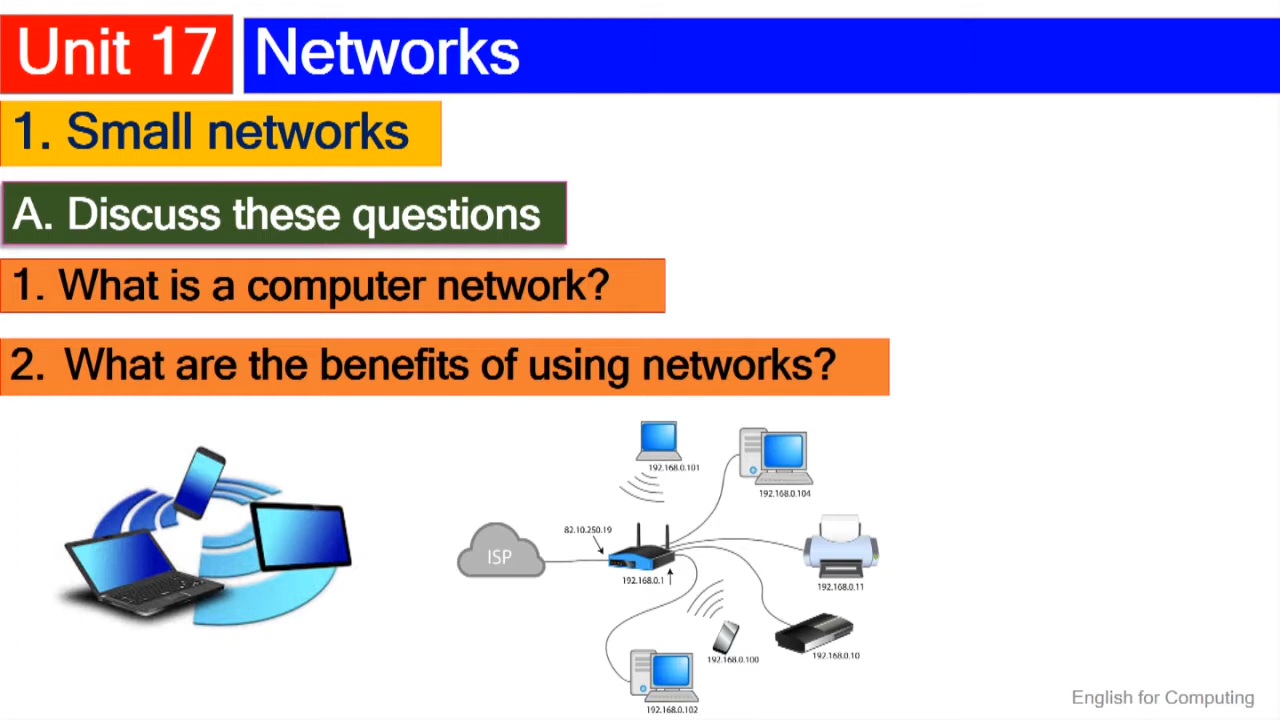 Unit 17 Networks
1. Small networks
A. Discuss these questions
1. What is a computer network?
2. What are the benefits of using networks?
192.168.0.101
192.168.0.104
82.10.250.19
ISP
192.168.0.1
192.168.0.11
192.168.0.100
192.168.0.10
192.168.0.102
English for Computing